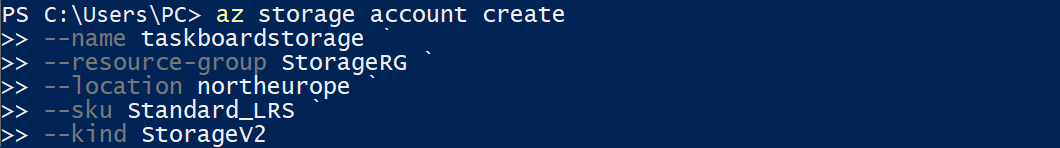 PS C:\Users\PC> az storage account create
>> --name taskboardstorage `
>> --resource-group StorageRG `
>> --location northeurope `
>> --sku Standard_LRS `
>> --kind StorageV2